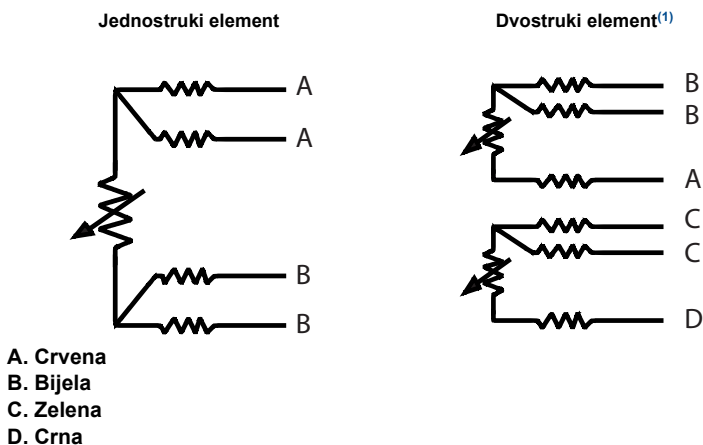 Jednostruki element
Dvostruki element(1)
A
A
B
B
B
B
A
C
C
D
A. Crvena
B. Bijela
C. Zelena
D. Crna